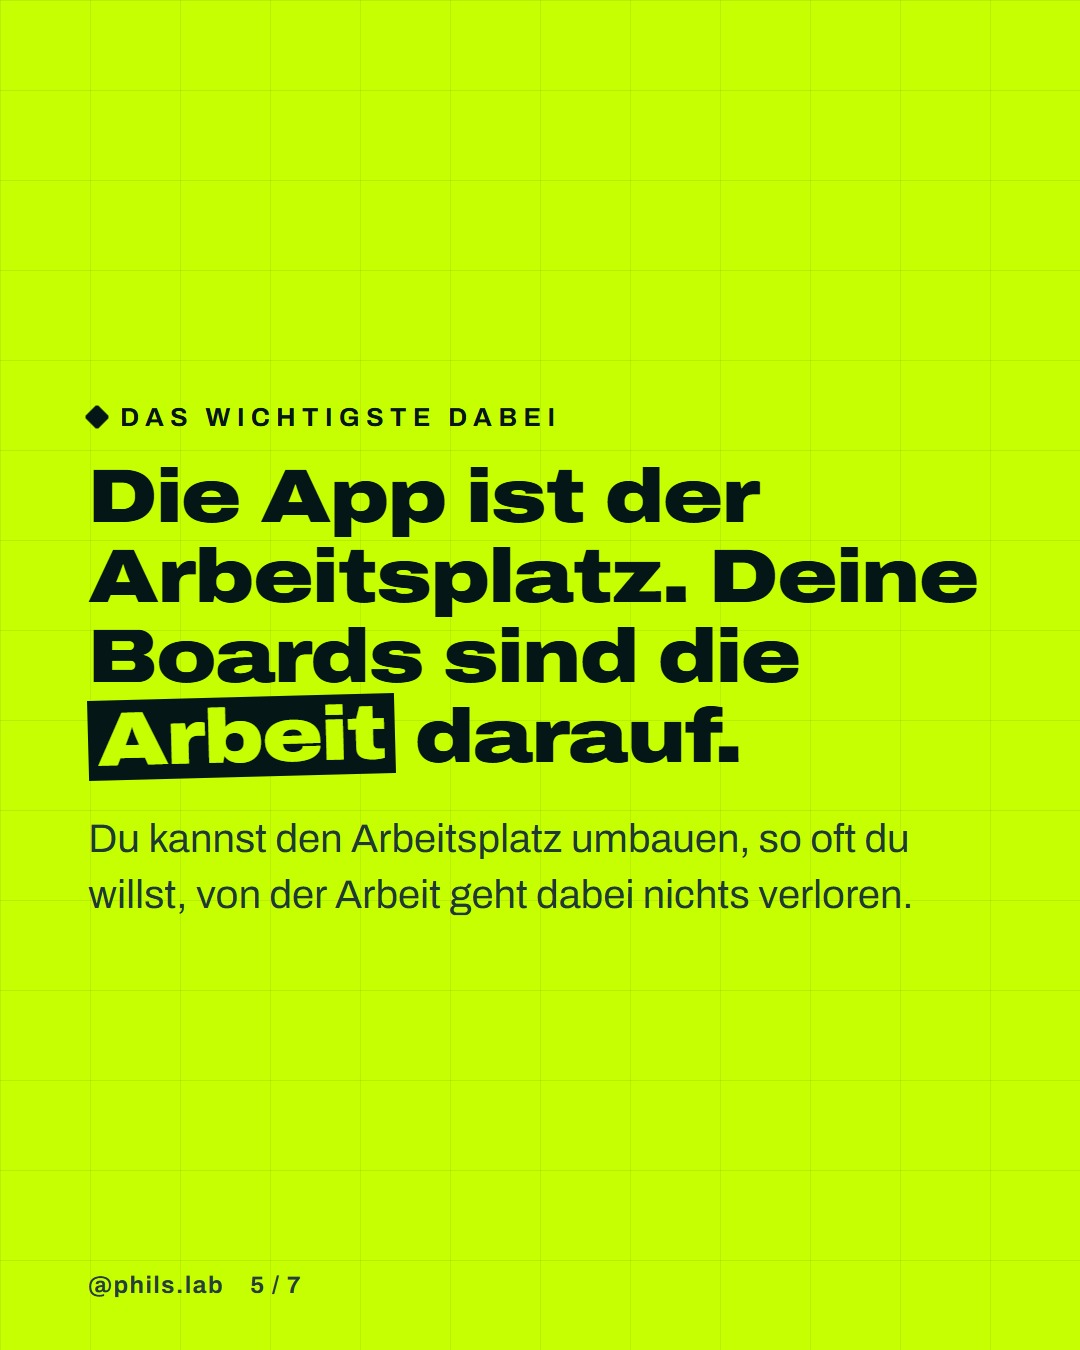 DAS WICHTIGSTE DABEI
Die App ist der
Arbeitsplatz. Deine
Boards sind die
Arbeit darauf.
Du kannst den Arbeitsplatz umbauen, so oft du
willst, von der Arbeit geht dabei nichts verloren.
@phils.lab 5 / 7